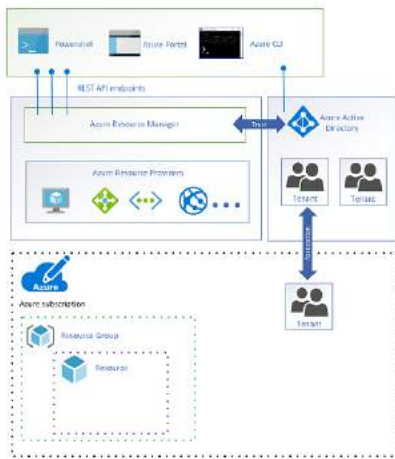 Powershell
Azure Portal
Azure CLI
REST API endpoints
Azure Resource Manager
Trust
Azure Active
Directory
Azure Resource Providers
Tenant
Tenant
Association
Azure
Azure subscription
Tenant
Resource Group
Resource